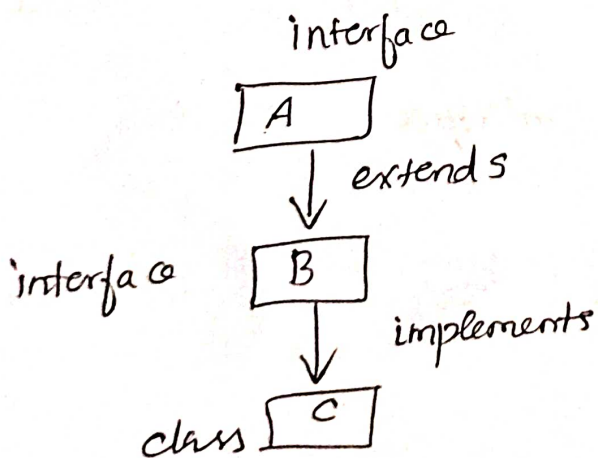 interface
A
extends
interface
B
implements
class
C